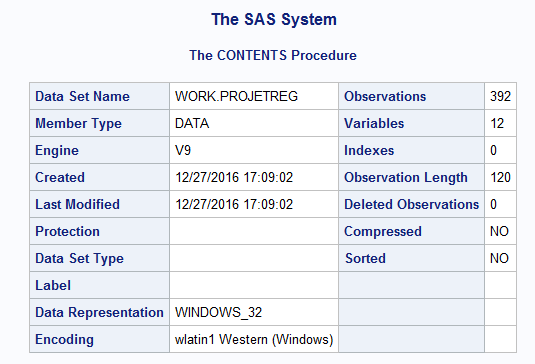 The SAS System
The CONTENTS Procedure
Data Set Name WORK.PROJETREG Observations 392
Member Type DATA Variables 12
Engine V9 Indexes 0
Created 12/27/2016 17:09:02 Observation Length 120
Last Modified 12/27/2016 17:09:02 Deleted Observations 0
Protection Compressed NO
Data Set Type Sorted NO
Label
Data Representation WINDOWS_32
Encoding wlatin1 Western (Windows)